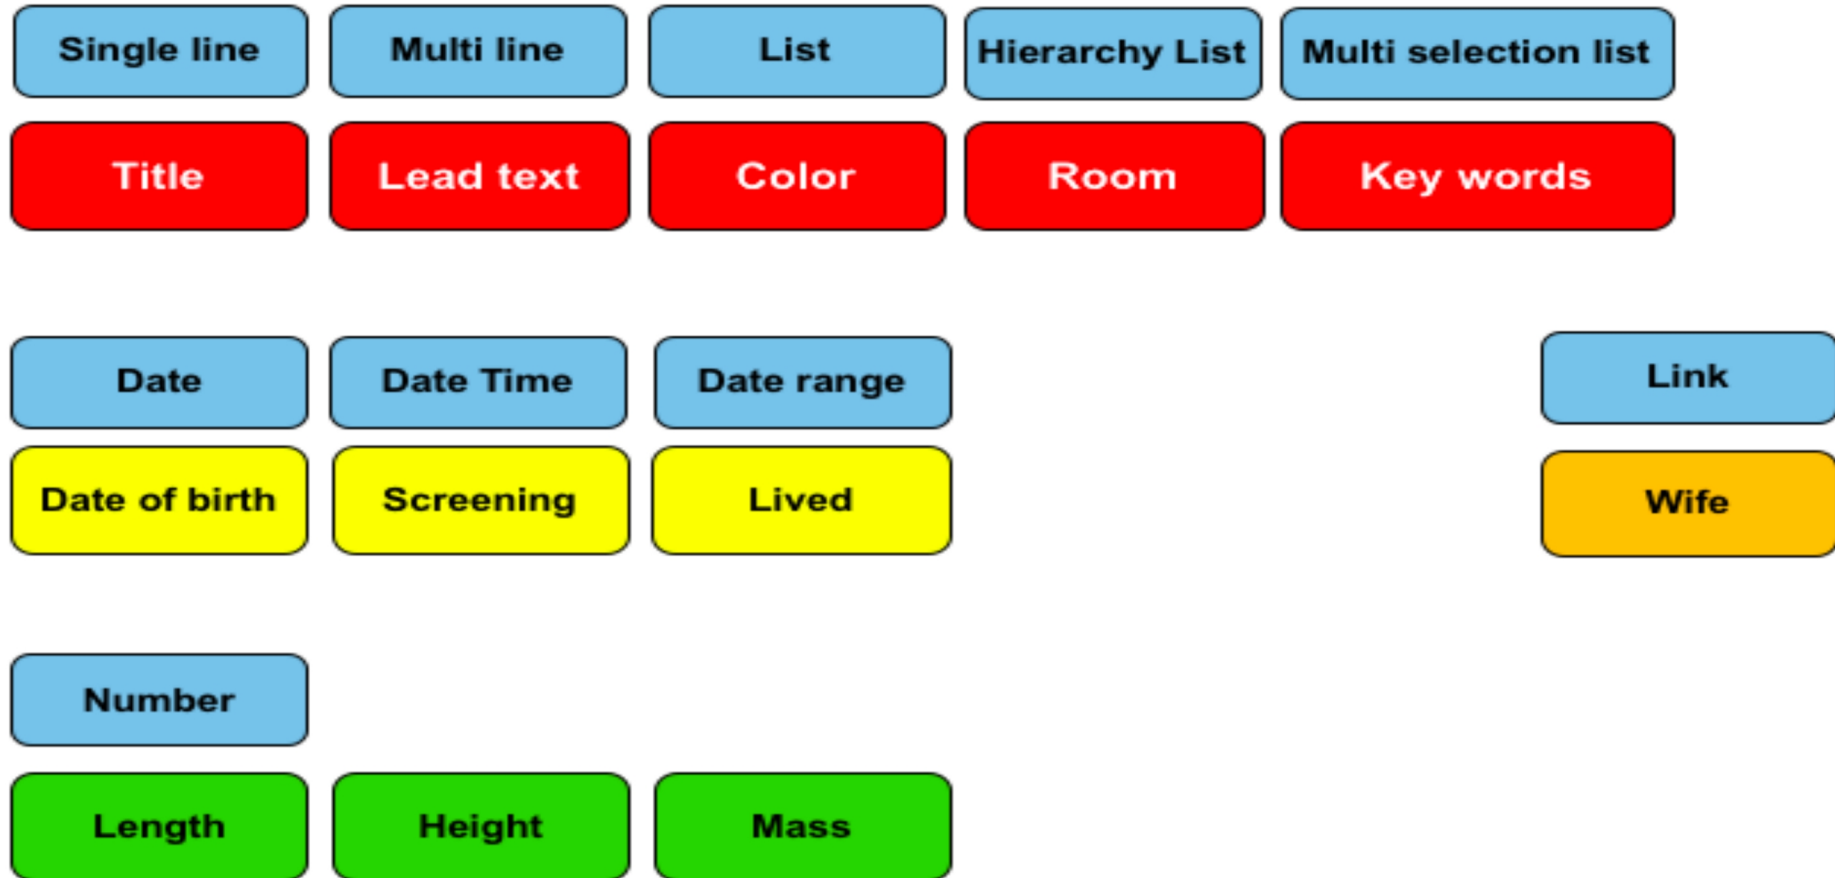 Single line
Multi line
List
Hierarchy List
Multi selection list
Title
Lead text
Color
Room
Key words
Date
Date Time
Date range
Link
Date of birth
Screening
Lived
Wife
Number
Length
Height
Mass